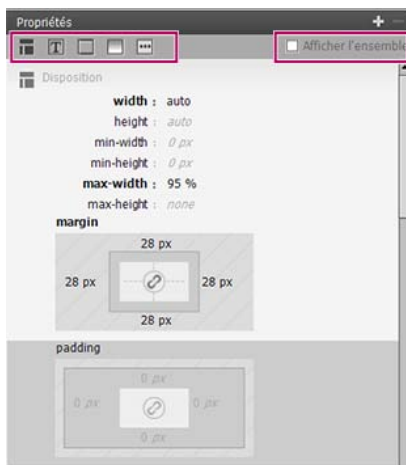 Propriétés
T
Afficher l'ensemble
Disposition
width : auto
height : auto
min-width : 0 px
min-height : 0 px
max-width : 95 %
max-height : none
margin
28 px
28 px 28 px
28 px
padding
0 px
0 px 0 px
0 px